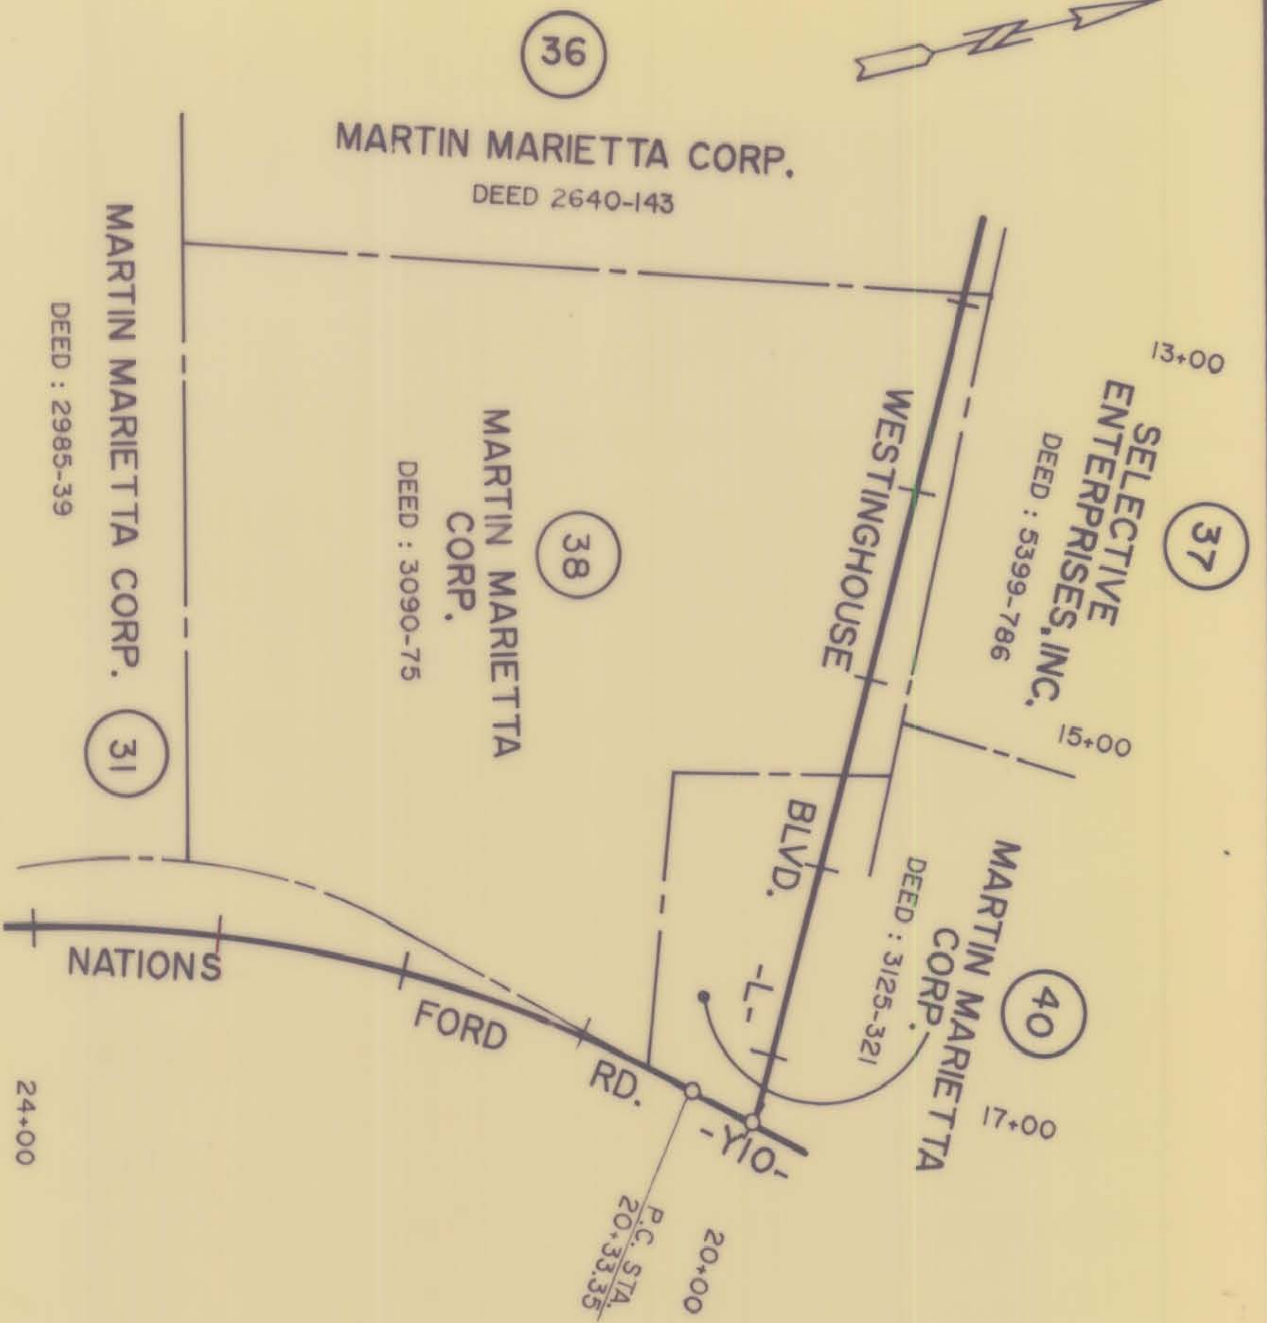 36
MARTIN MARIETTA CORP.
DEED 2640-143
13+00
37
SELECTIVE
ENTERPRISES, INC.
DEED : 5399-786
15+00
WESTINGHOUSE
BLVD.
-L-
38
MARTIN MARIETTA
CORP.
DEED : 3090-75
MARTIN MARIETTA CORP.
31
DEED : 2985-39
40
MARTIN MARIETTA
CORP.
DEED : 3125-321
17+00
NATIONS
FORD
RD.
-Y10-
20+00
P.C. STA.
20+33.35
24+00